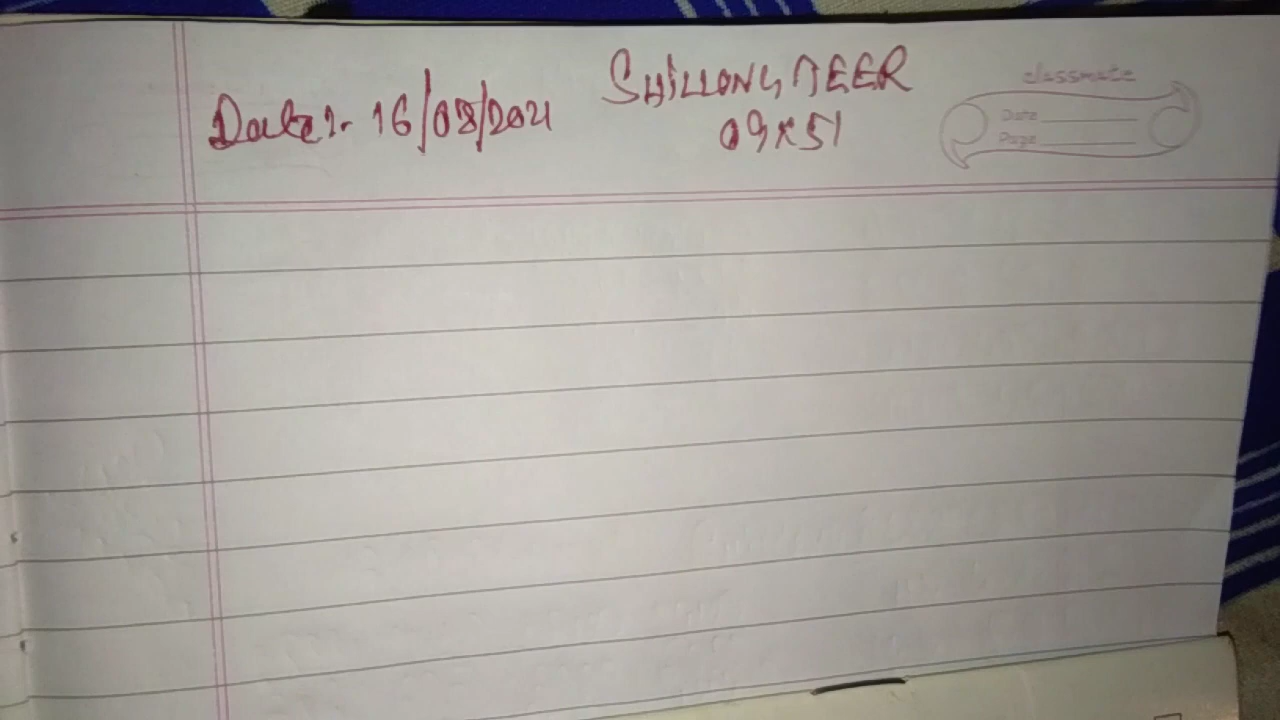 Date:- 16/08/2021
SHILLONG TEER
09x51
classmate
Date
Page